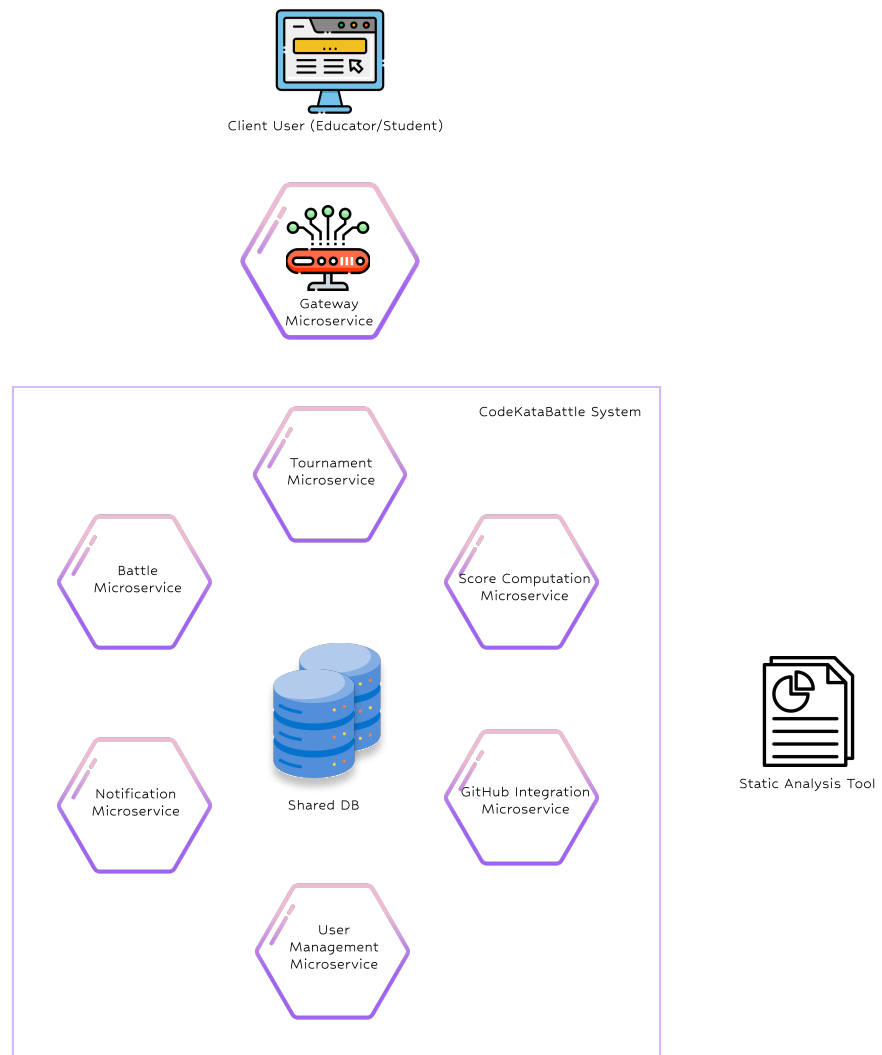 Client User (Educator/Student)
Gateway
Microservice
CodeKataBattle System
Tournament
Microservice
Battle
Microservice
Score Computation
Microservice
Static Analysis Tool
Notification
Microservice
Shared DB
GitHub Integration
Microservice
User
Management
Microservice